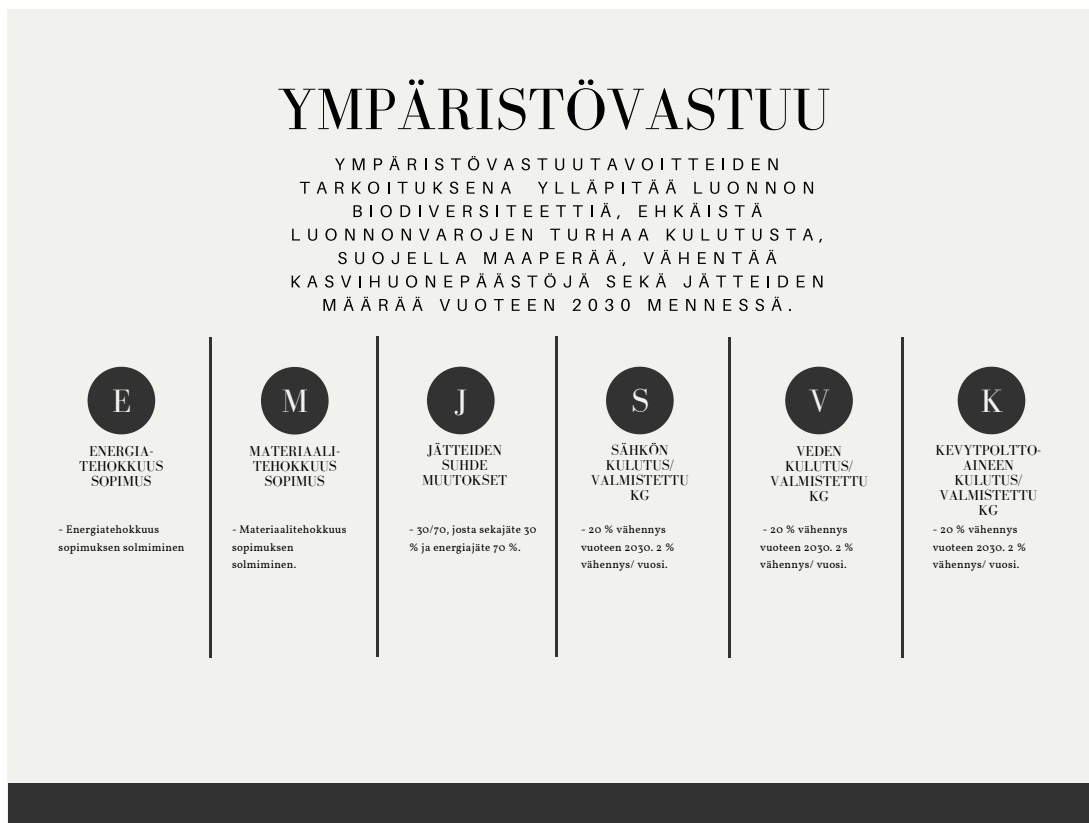 YMPÄRISTÖVASTUU
YMPÄRISTÖVASTUUTAVOITTEIDEN
TARKOITUKSENA YLLÄPITÄÄ LUONNON
BIODIVERSITEETTIÄ, EHKÄISTÄ
LUONNONVAROJEN TURHAA KULUTUSTA,
SUOJELLA MAAPERÄÄ, VÄHENTÄÄ
KASVIHUONEPÄÄSTÖJÄ SEKÄ JÄTTEIDEN
MÄÄRÄÄ VUOTEEN 2030 MENNESSÄ.
E
ENERGIA-
TEHOKKUUS
SOPIMUS
- Energiatehokkuus
sopimuksen solmiminen
M
MATERIAALI-
TEHOKKUUS
SOPIMUS
- Materiaalitehokkuus
sopimuksen
solmiminen.
J
JÄTTEIDEN
SUHDE
MUUTOKSET
- 30/70, josta sekajäte 30
% ja energiajäte 70 %.
S
SÄHKÖN
KULUTUS/
VALMISTETTU
KG
- 20 % vähennys
vuoteen 2030. 2 %
vähennys/ vuosi.
V
VEDEN
KULUTUS/
VALMISTETTU
KG
- 20 % vähennys
vuoteen 2030. 2 %
vähennys/ vuosi.
K
KEVYTPOLTTO-
AINEEN
KULUTUS/
VALMISTETTU
KG
- 20 % vähennys
vuoteen 2030. 2 %
vähennys/ vuosi.